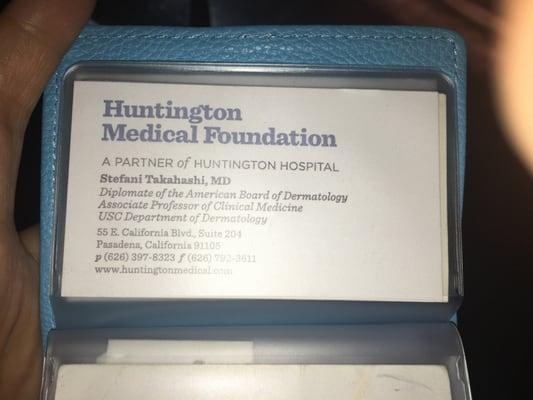 Huntington
Medical Foundation
A PARTNER of HUNTINGTON HOSPITAL
Stefani Takahashi, MD
Diplomate of the American Board of Dermatology
Associate Professor of Clinical Medicine
USC Department of Dermatology
55 E. California Blvd., Suite 204
Pasadena, California 91105
p (626) 397-8323 f (626) 792-3611
www.huntingtonmedical.com